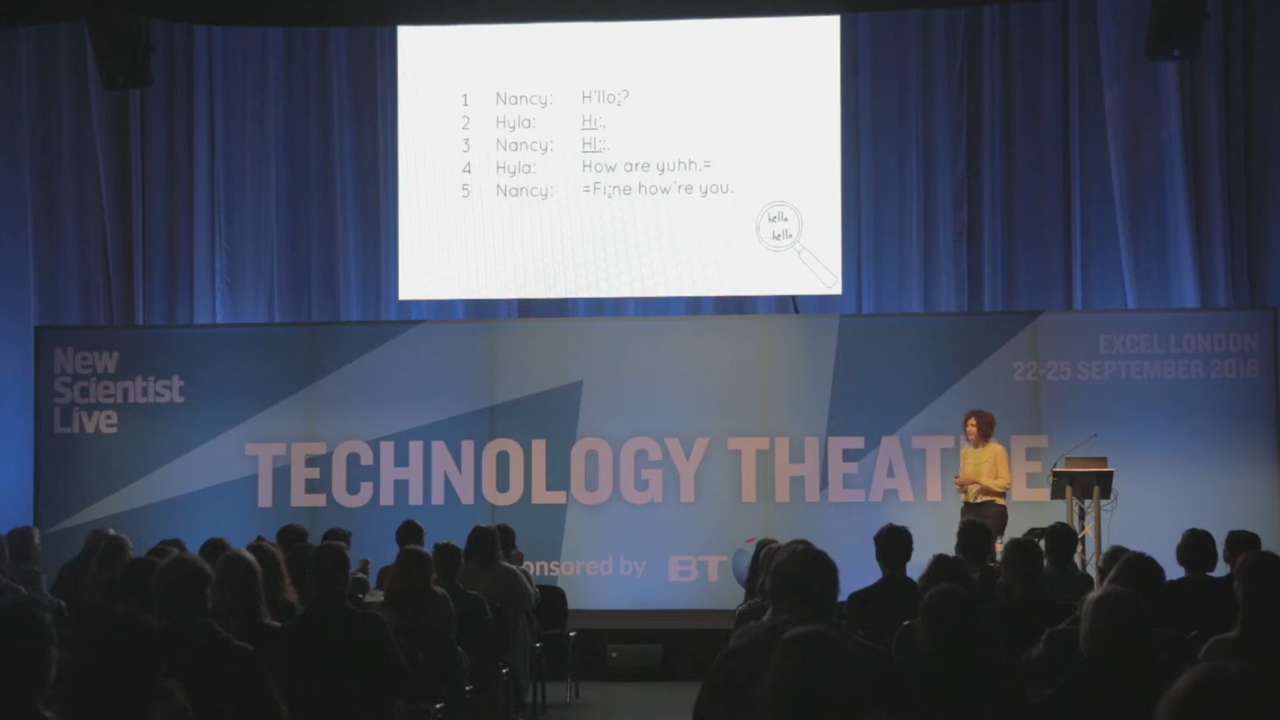 1 Nancy: H'llo:?
2 Hyla: Hi:,
3 Nancy: HI::.
4 Hyla: How are yuhh.=
5 Nancy: =Fi:ne how're you.
hello
hello
New
Scientist
Live
EXCEL LONDON
22-25 SEPTEMBER 2016
TECHNOLOGY THEAT E
onsored by BT